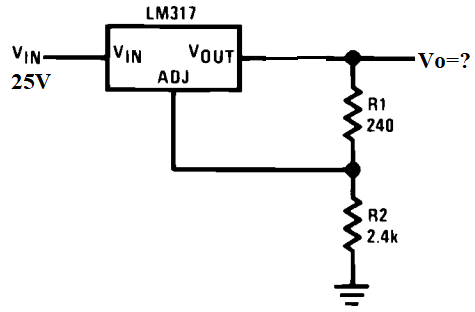 LM317
VIN
25V
VIN
VOUT
ADJ
Vo=?
R1
240
R2
2.4k